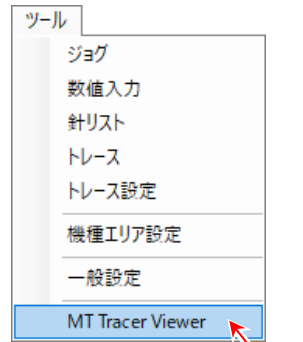 ツール
ジョグ
数値入力
針リスト
トレース
トレース設定
機種エリア設定
一般設定
MT Tracer Viewer